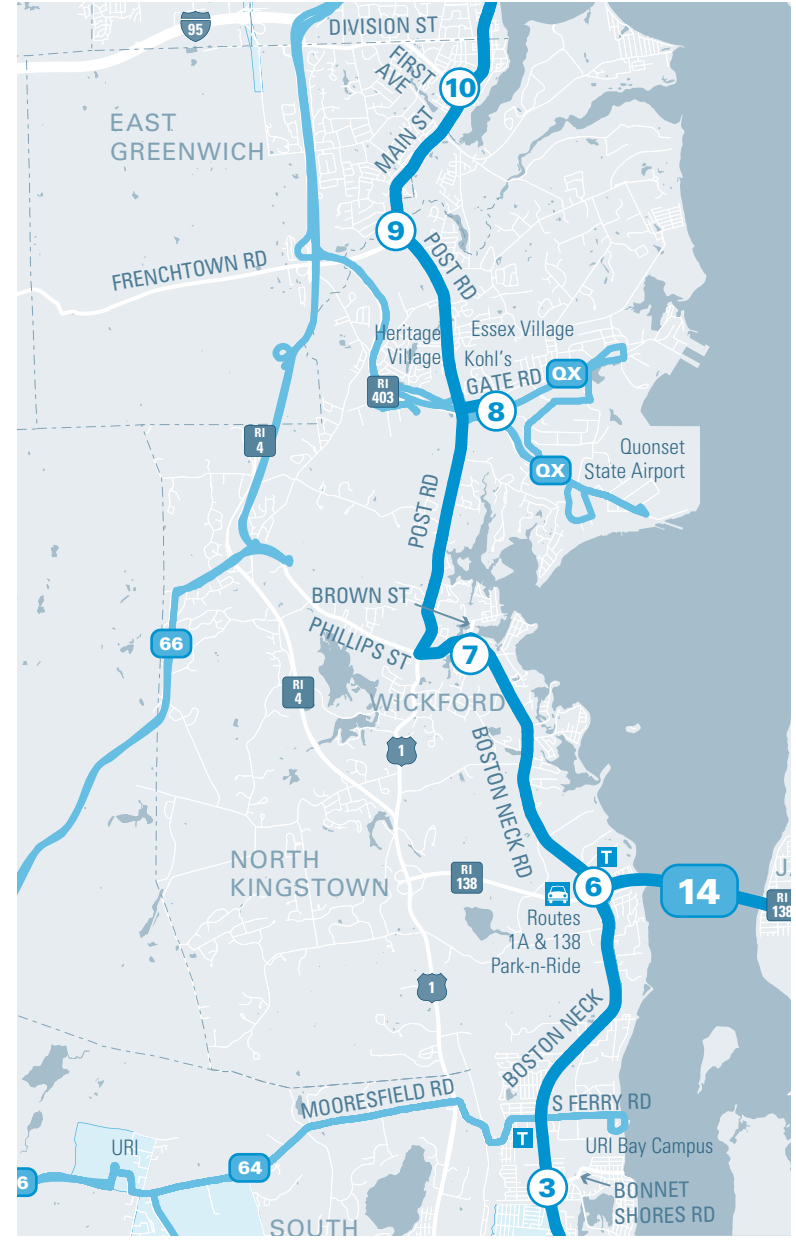 95
DIVISION ST
FIRST
AVE
10
EAST
GREENWICH
MAIN ST
9
POST RD
FRENCHTOWN RD
Heritage
Village
Essex Village
Kohl's
GATE RD
QX
RI
403
8
RI
4
QX
Quonset
State Airport
POST RD
BROWN ST
PHILLIPS ST
66
7
RI
4
WICKFORD
1
BOSTON NECK RD
NORTH
KINGSTOWN
RI
138
T
6
14
JA
RI
138
Routes
1A & 138
Park-n-Ride
1
BOSTON NECK
MOORESFIELD RD
S FERRY RD
T
URI
URI Bay Campus
64
6
3
BONNET
SHORES RD
SOUTH